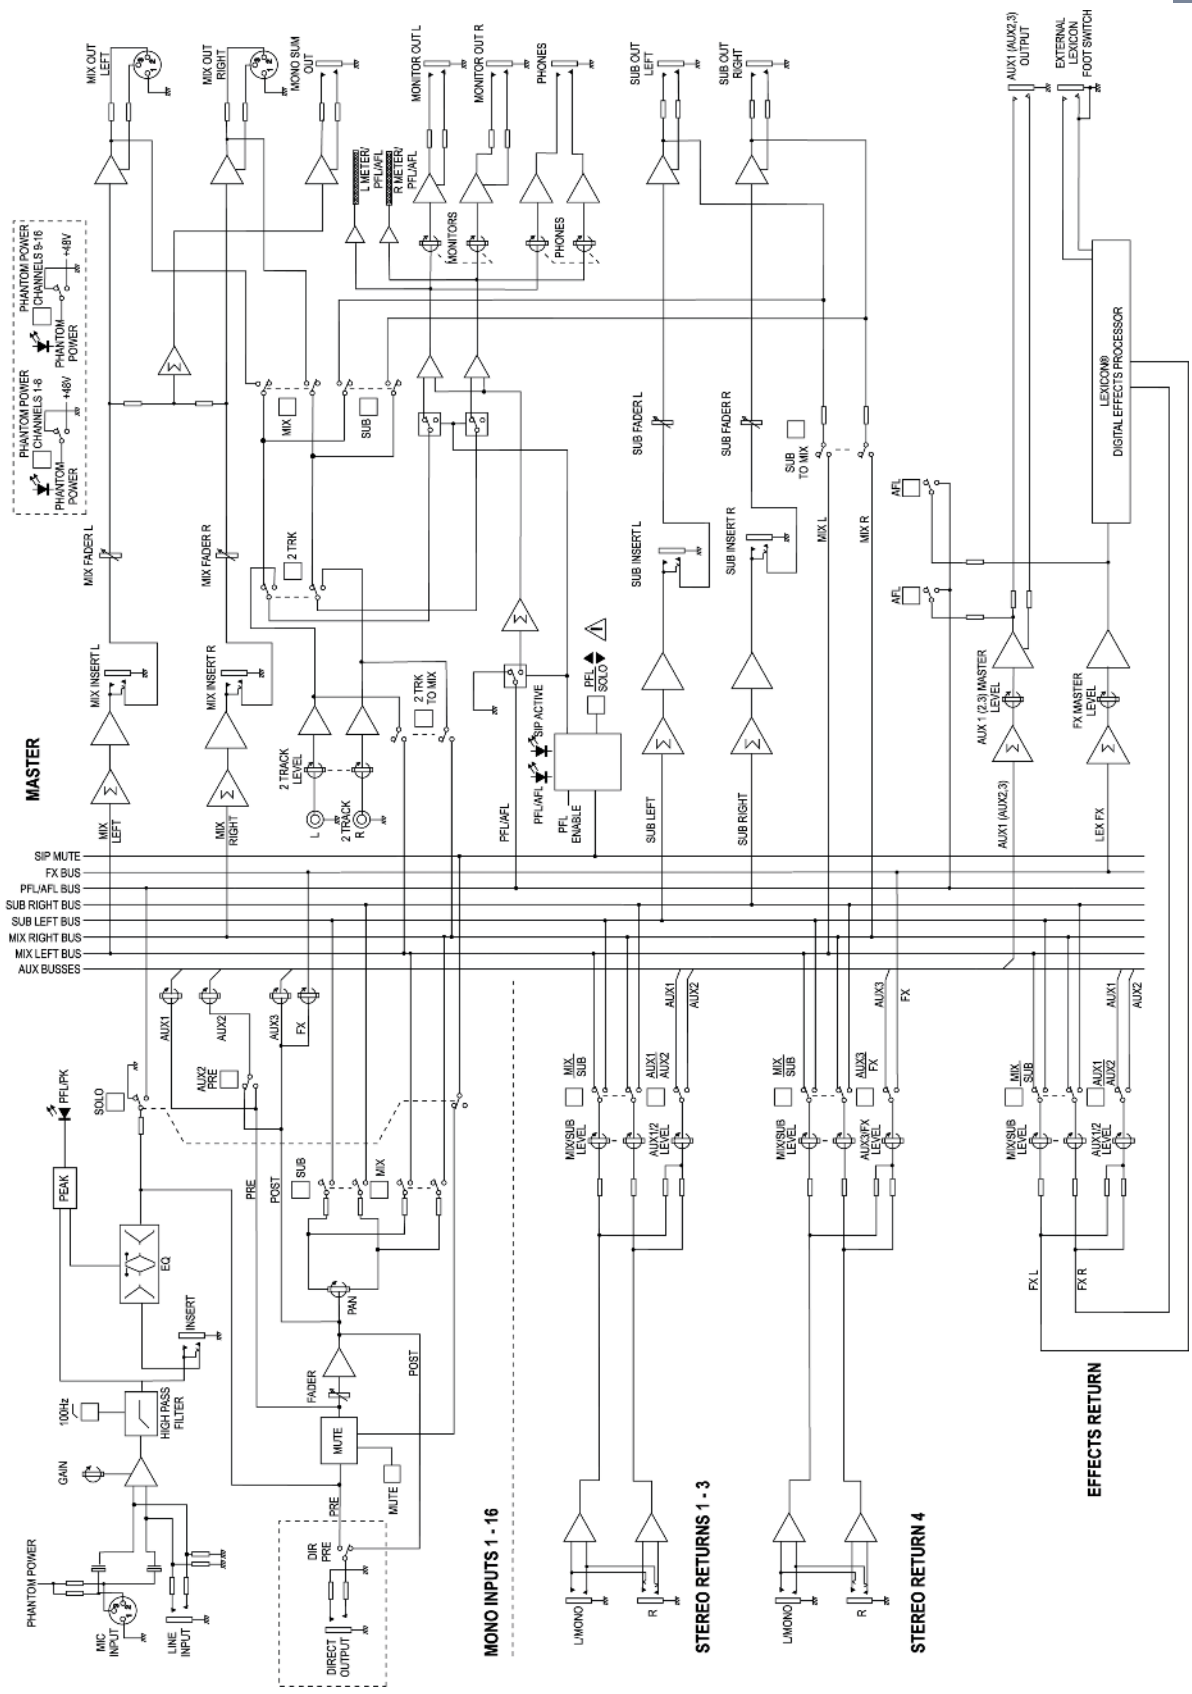 MIX OUT
LEFT
MIX OUT
RIGHT
MONO SUM
OUT
MONITOR OUT L
MONITOR OUT R
PHONES
SUB OUT
LEFT
SUB OUT
RIGHT
AUX1 (AUX2,3)
OUTPUT
EXTERNAL
LEXICON
FOOT SWITCH
L METER/
PFL/AFL
R METER/
PFL/AFL
MONITORS
PHONES
PHANTOM POWER
CHANNELS 9-16
+48V
PHANTOM
POWER
PHANTOM POWER
CHANNELS 1-8
+48V
PHANTOM
POWER
Σ
MIX
SUB
SUB FADER L
SUB FADER R
SUB
TO MIX
LEXICON®
DIGITAL EFFECTS PROCESSOR
AFL
MIX FADER L
MIX FADER R
2 TRK
SUB INSERT L
SUB INSERT R
MIX L
MIX R
AFL
Σ
MIX INSERT L
MIX INSERT R
2 TRK
TO MIX
PFL
SOLO
SIP ACTIVE
PFL/AFL
AUX 1 (2.3) MASTER
LEVEL
FX MASTER
LEVEL
MASTER
Σ
Σ
2 TRACK
LEVEL
Σ
Σ
Σ
Σ
MIX
LEFT
MIX
RIGHT
L
2 TRACK
R
PFL/AFL
PFL
ENABLE
SUB LEFT
SUB RIGHT
AUX1 (AUX2,3)
LEX FX
SIP MUTE
FX BUS
PFL/AFL BUS
SUB RIGHT BUS
SUB LEFT BUS
MIX RIGHT BUS
MIX LEFT BUS
AUX BUSSES
AUX1
AUX2
AUX3
FX
AUX1
AUX2
AUX3
FX
AUX1
AUX2
PFL/PK
SOLO
AUX2
PRE
MIX
SUB
AUX1
AUX2
MIX
SUB
AUX3
FX
MIX
SUB
AUX1
AUX2
MIX/SUB
LEVEL
AUX1/2
LEVEL
MIX/SUB
LEVEL
AUX3/FX
LEVEL
MIX/SUB
LEVEL
AUX1/2
LEVEL
PEAK
PRE
POST
SUB
MIX
EQ
PAN
FX L
FX R
INSERT
100Hz
HIGH PASS
FILTER
FADER
POST
EFFECTS RETURN
GAIN
MUTE
MUTE
PRE
PHANTOM POWER
DIR
PRE
MIC
INPUT
LINE
INPUT
DIRECT
OUTPUT
MONO INPUTS 1 - 16
L/MONO
R
STEREO RETURNS 1 - 3
L/MONO
R
STEREO RETURN 4